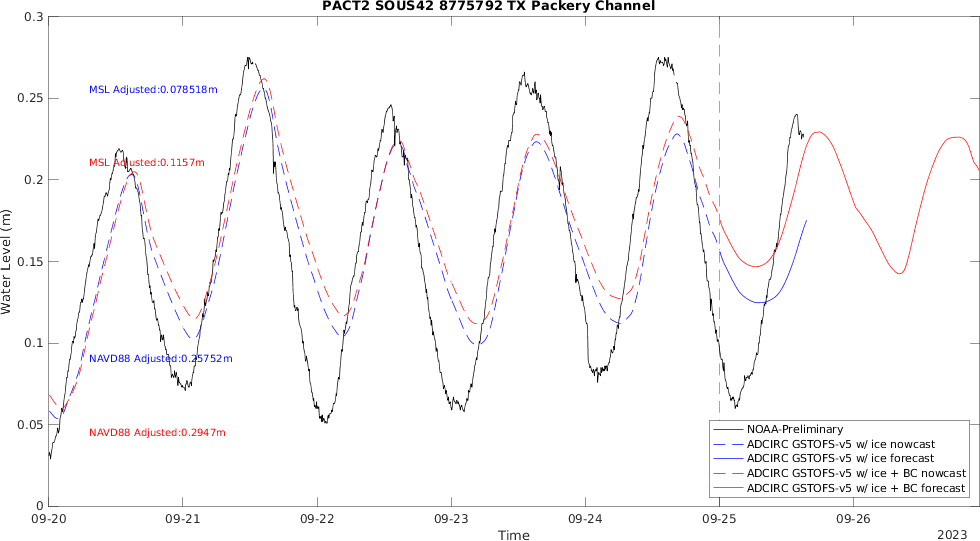 PACT2 SOUS42 8775792 TX Packery Channel
0.3
0.25
0.2
0.15
0.1
0.05
0
Water Level (m)
MSL Adjusted:0.078518m
MSL Adjusted:0.1157m
NAVD88 Adjusted:0.25752m
NAVD88 Adjusted:0.2947m
NOAA-Preliminary
ADCIRC GSTOFS-v5 w/ ice nowcast
ADCIRC GSTOFS-v5 w/ ice forecast
ADCIRC GSTOFS-v5 w/ ice + BC nowcast
ADCIRC GSTOFS-v5 w/ ice + BC forecast
09-20 09-21 09-22 09-23 09-24 09-25 09-26
Time
2023